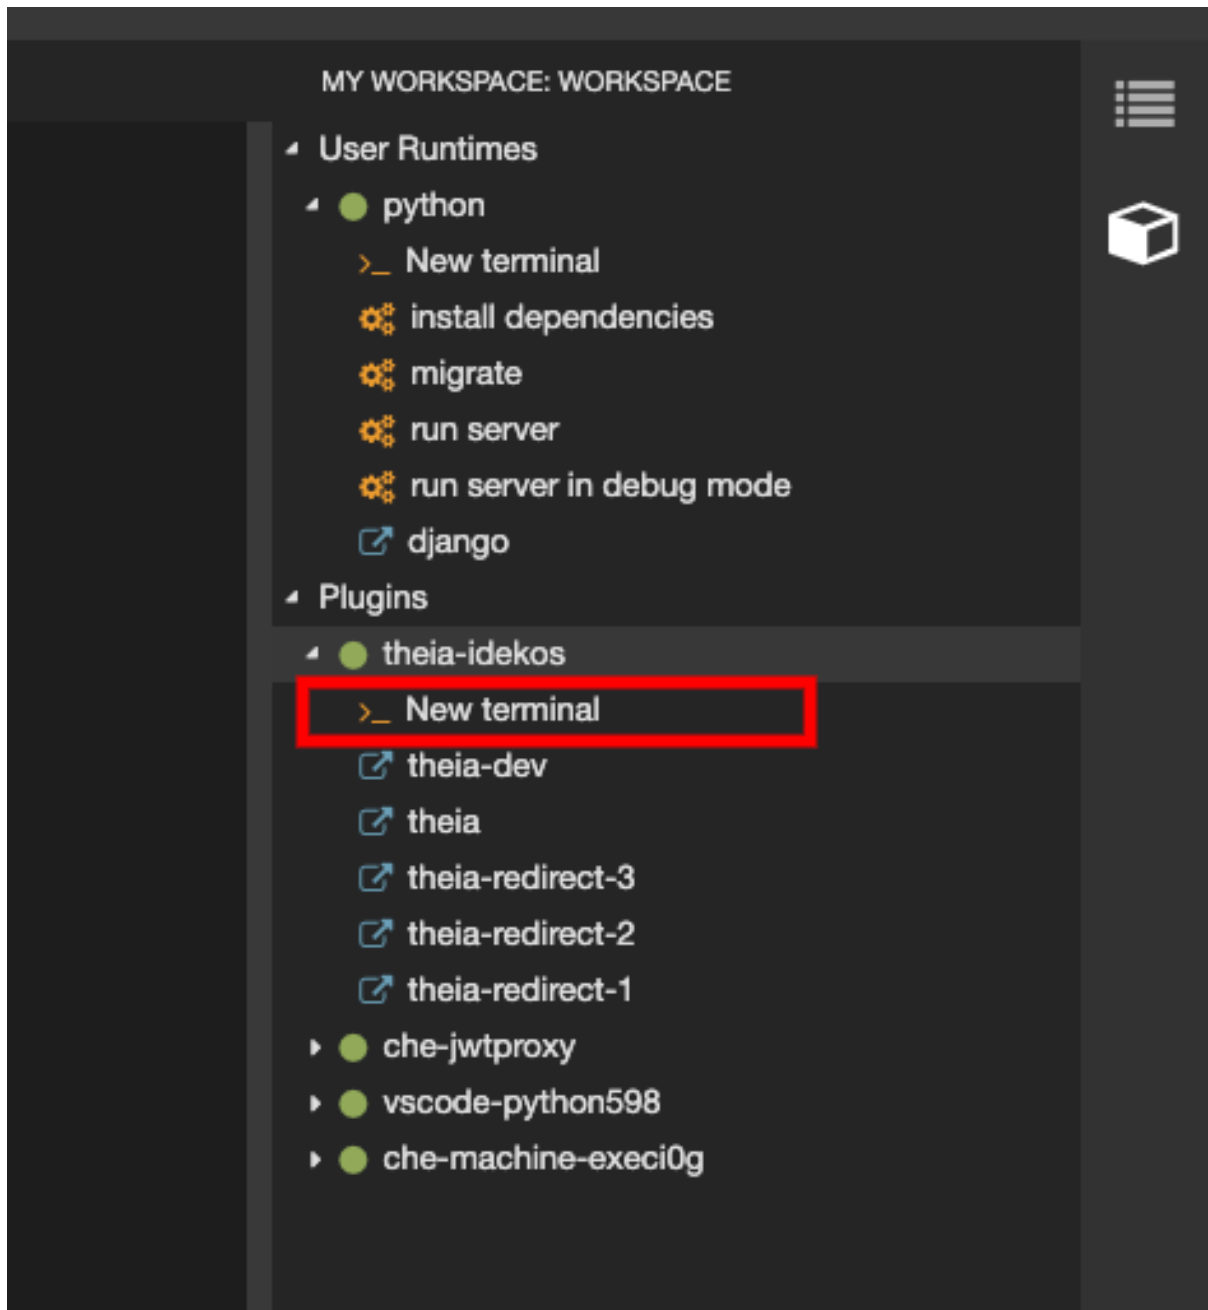 MY WORKSPACE: WORKSPACE
User Runtimes
python
>_ New terminal
install dependencies
migrate
run server
run server in debug mode
django
Plugins
theia-idekos
>_ New terminal
theia-dev
theia
theia-redirect-3
theia-redirect-2
theia-redirect-1
che-jwtproxy
vscode-python598
che-machine-execi0g